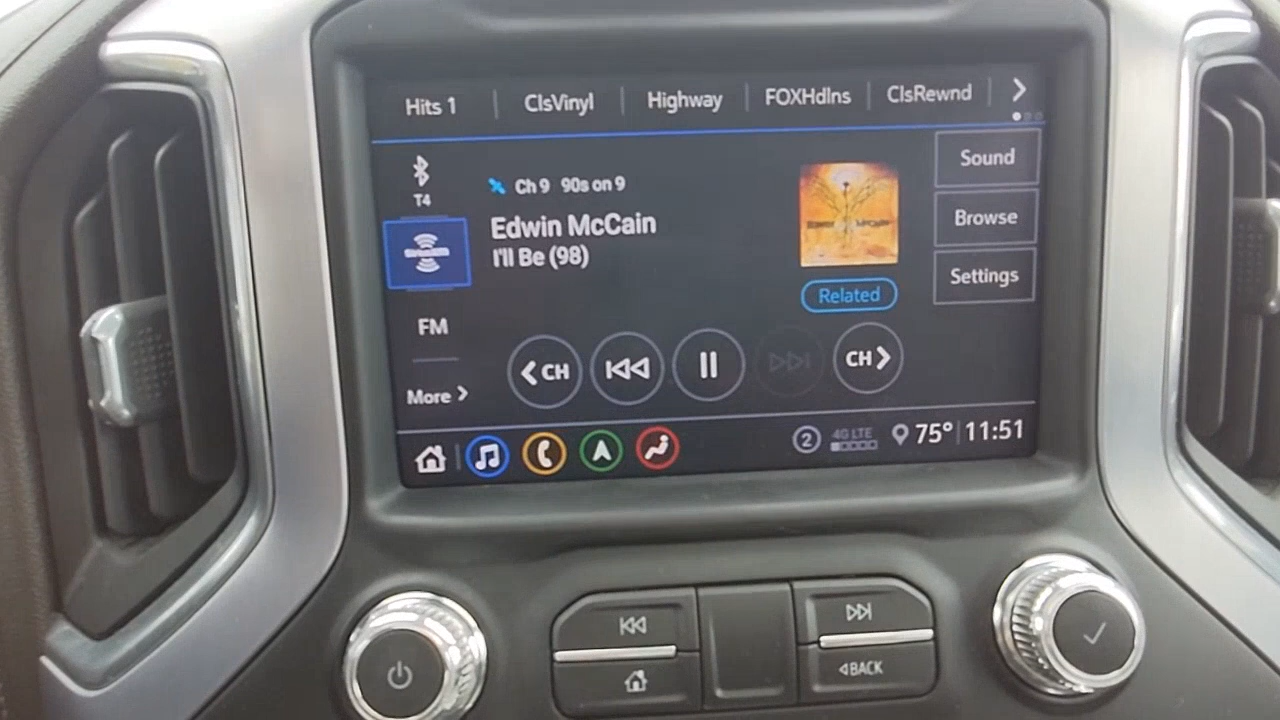 Hits 1 ClsVinyl Highway FOXHdlns ClsRewnd
T4
Ch 9 90s on 9
Edwin McCain
I'll Be (98)
Sound
Browse
Settings
Related
FM
More
CH
CH
2 4G LTE 75° 11:51
BACK